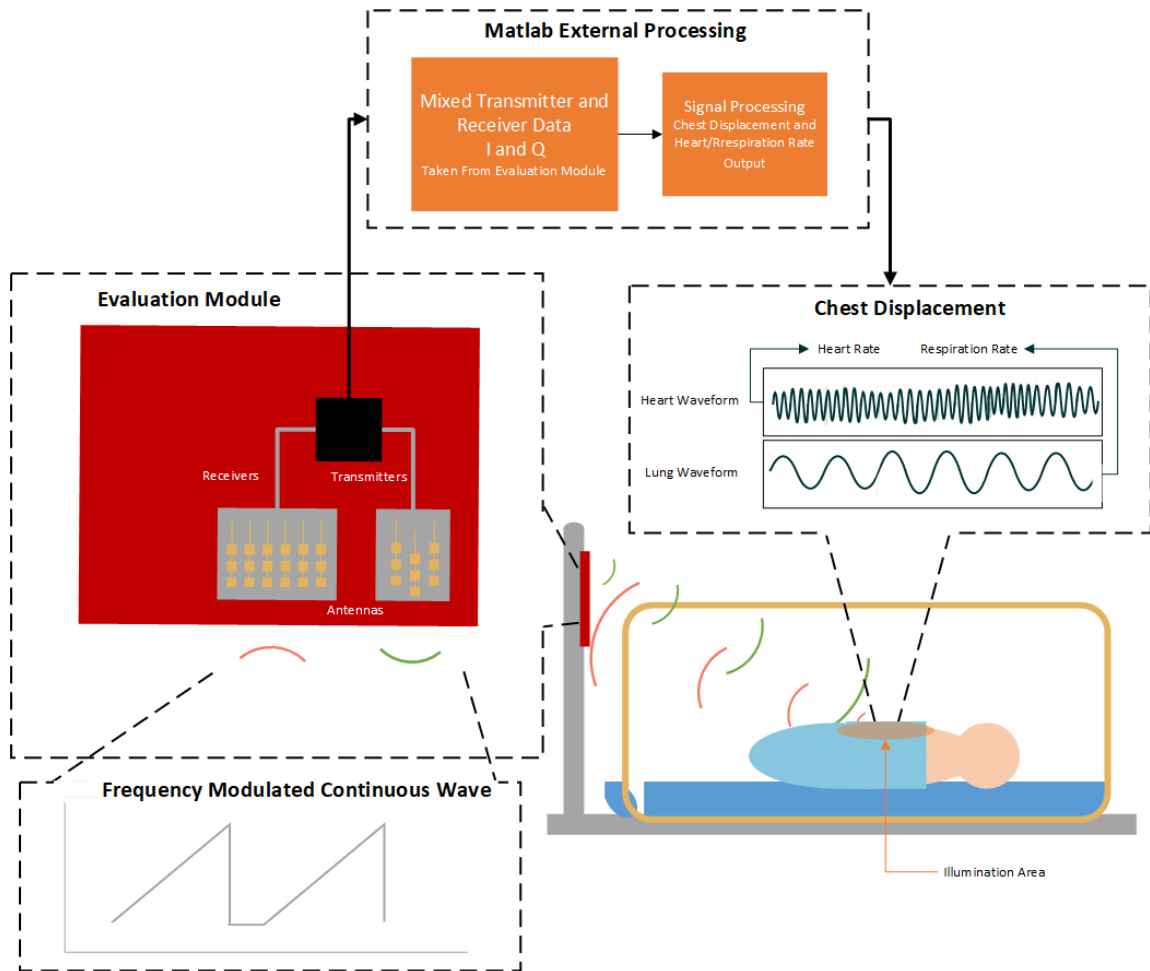 Matlab External Processing
Mixed Transmitter and
Receiver Data
I and Q
Taken From Evaluation Module
Signal Processing
Chest Displacement and
Heart/Rrespiration Rate
Output
Evaluation Module
Receivers
Transmitters
Antennas
Chest Displacement
Heart Rate
Respiration Rate
Heart Waveform
Lung Waveform
Frequency Modulated Continuous Wave
Illumination Area